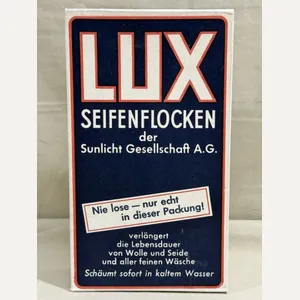 LUX
SEIFENFLOCKEN
der
Sunlicht Gesellschaft A.G.
Nie lose — nur echt
in dieser Packung!
verlängert
die Lebensdauer
von Wolle und Seide
und aller feinen Wäsche
Schäumt sofort in kaltem Wasser